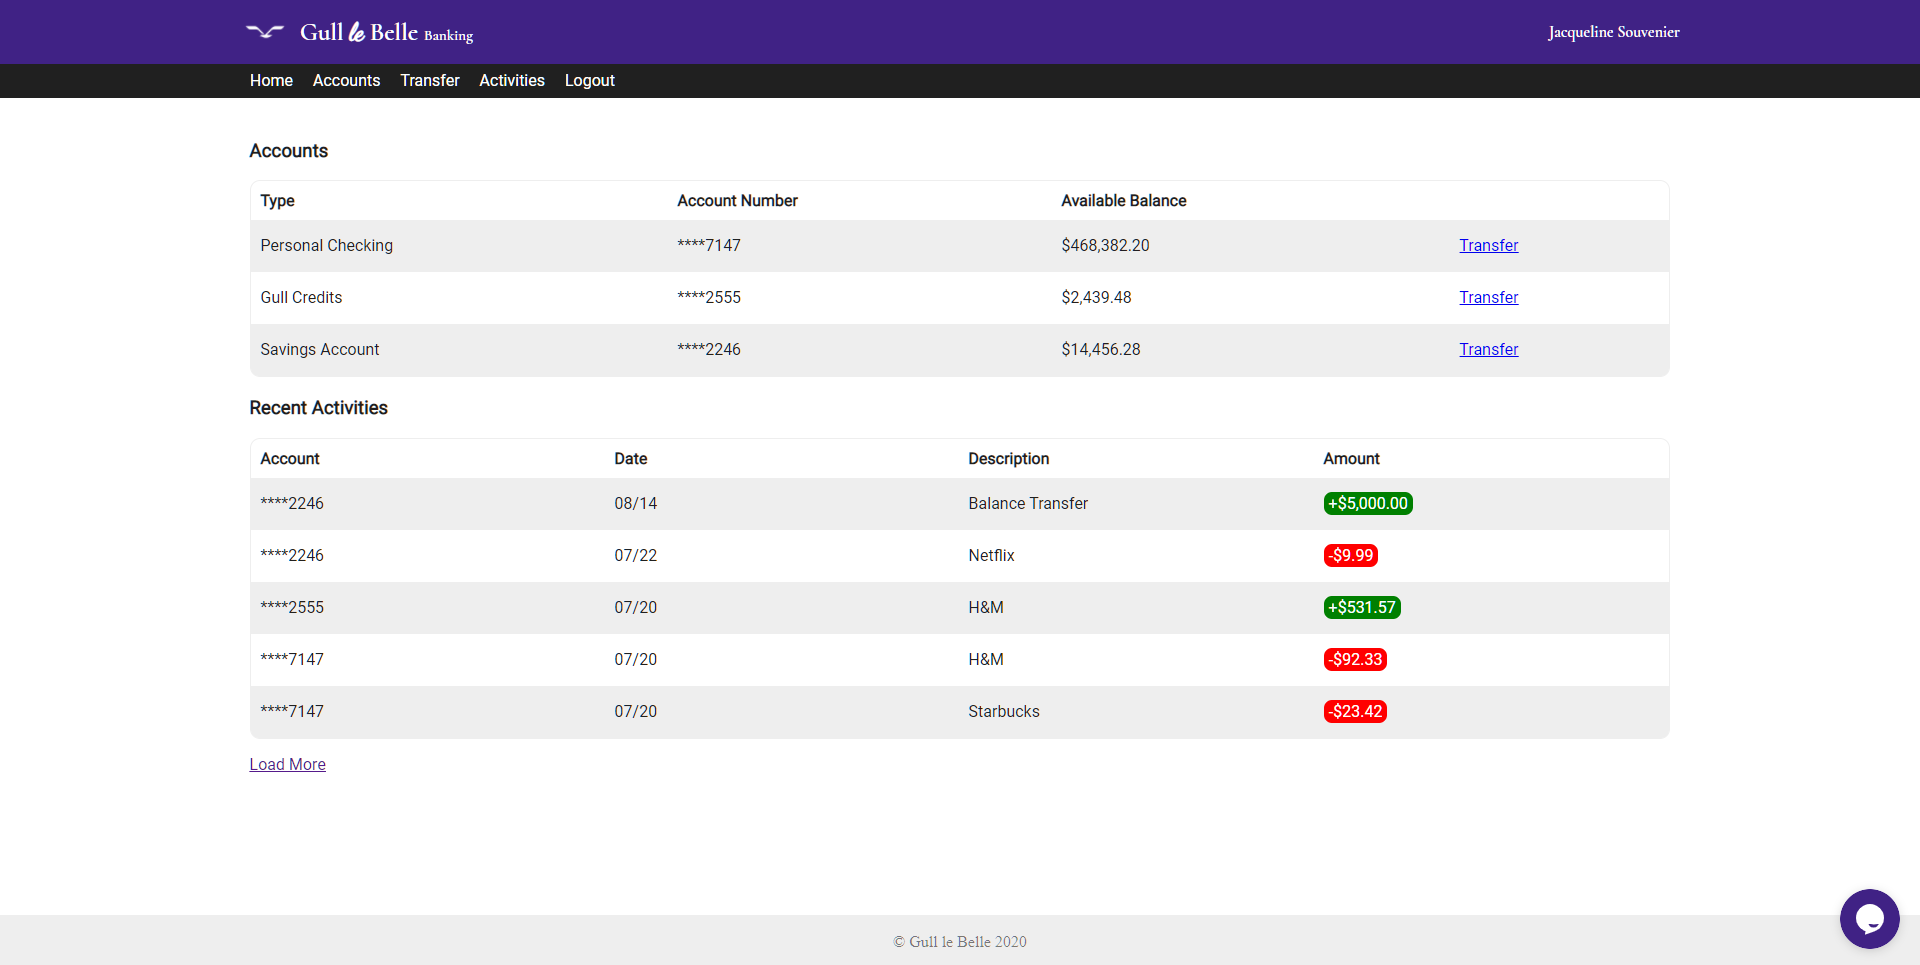 Gull le Belle Banking
Jacqueline Souvenier
Home Accounts Transfer Activities Logout
Accounts
Type Account Number Available Balance
Personal Checking ****7147 $468,382.20 Transfer
Gull Credits ****2555 $2,439.48 Transfer
Savings Account ****2246 $14,456.28 Transfer
Recent Activities
Account Date Description Amount
****2246 08/14 Balance Transfer +$5,000.00
****2246 07/22 Netflix -$9.99
****2555 07/20 H&M +$531.57
****7147 07/20 H&M -$92.33
****7147 07/20 Starbucks -$23.42
Load More
© Gull le Belle 2020